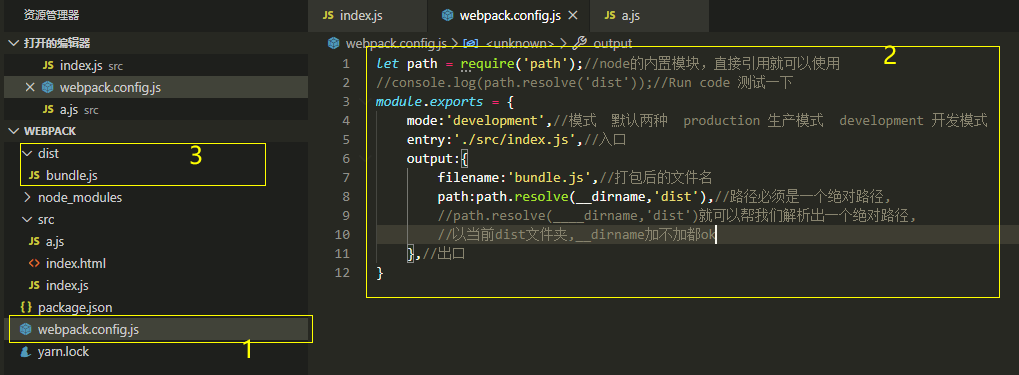 资源管理器
打开的编辑器
index.js src
webpack.config.js
a.js src
WEBPACK
dist
3
bundle.js
node_modules
src
a.js
index.html
index.js
package.json
webpack.config.js
1
yarn.lock
index.js
webpack.config.js
a.js
webpack.config.js > <unknown> > output
2
1 let path = require('path');//node的内置模块，直接引用就可以使用
2 //console.log(path.resolve('dist'));//Run code 测试一下
3 module.exports = {
4 mode:'development',//模式 默认两种 production 生产模式 development 开发模式
5 entry:'./src/index.js',//入口
6 output:{
7 filename:'bundle.js',//打包后的文件名
8 path:path.resolve(__dirname,'dist'),//路径必须是一个绝对路径,
9 //path.resolve(____dirname,'dist')就可以帮我们解析出一个绝对路径,
10 //以当前dist文件夹,__dirname加不加都ok
11 },//出口
12 }